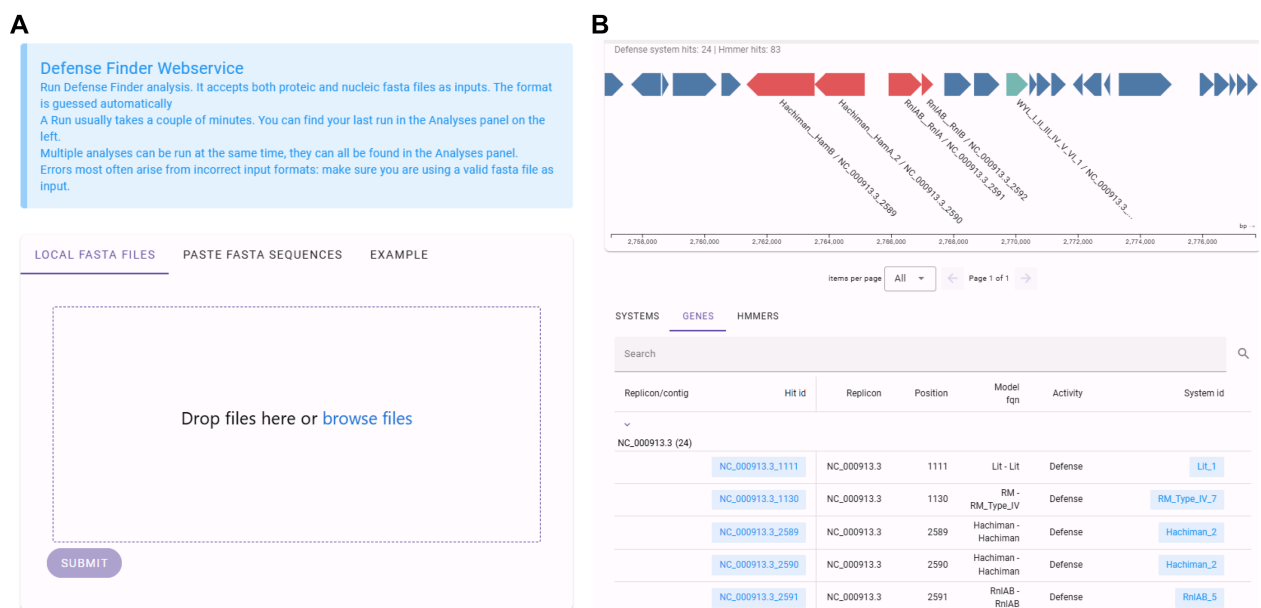 A
Defense Finder Webservice
Run Defense Finder analysis. It accepts both proteic and nucleic fasta files as inputs. The format
is guessed automatically
A Run usually takes a couple of minutes. You can find your last run in the Analyses panel on the
left.
Multiple analyses can be run at the same time, they can all be found in the Analyses panel.
Errors most often arise from incorrect input formats: make sure you are using a valid fasta file as
input.
LOCAL FASTA FILES PASTE FASTA SEQUENCES EXAMPLE
Drop files here or browse files
SUBMIT
B
Defense system hits: 24 | Hmmer hits: 83
Hachiman__HamB / NC_000913.3_2589
Hachiman__HamA_2 / NC_000913.3_2590
RnlAB__RnlA / NC_000913.3_2591
RnlAB__RnlB / NC_000913.3_2592
WYL_I_II_III_IV_V_VI_1 / NC_000913.3_...
bp →
2,758,000 2,760,000 2,762,000 2,764,000 2,766,000 2,768,000 2,770,000 2,772,000 2,774,000 2,776,000
items per page All Page 1 of 1
SYSTEMS GENES HMMERS
Search
Replicon/contig Hit id Replicon Position Model fqn Activity System id
NC_000913.3 (24)
NC_000913.3_1111 NC_000913.3 1111 Lit - Lit Defense Lit_1
NC_000913.3_1130 NC_000913.3 1130 RM - RM_Type_IV Defense RM_Type_IV_7
NC_000913.3_2589 NC_000913.3 2589 Hachiman - Hachiman Defense Hachiman_2
NC_000913.3_2590 NC_000913.3 2590 Hachiman - Hachiman Defense Hachiman_2
NC_000913.3_2591 NC_000913.3 2591 RnlAB - RnlAB Defense RnlAB_5